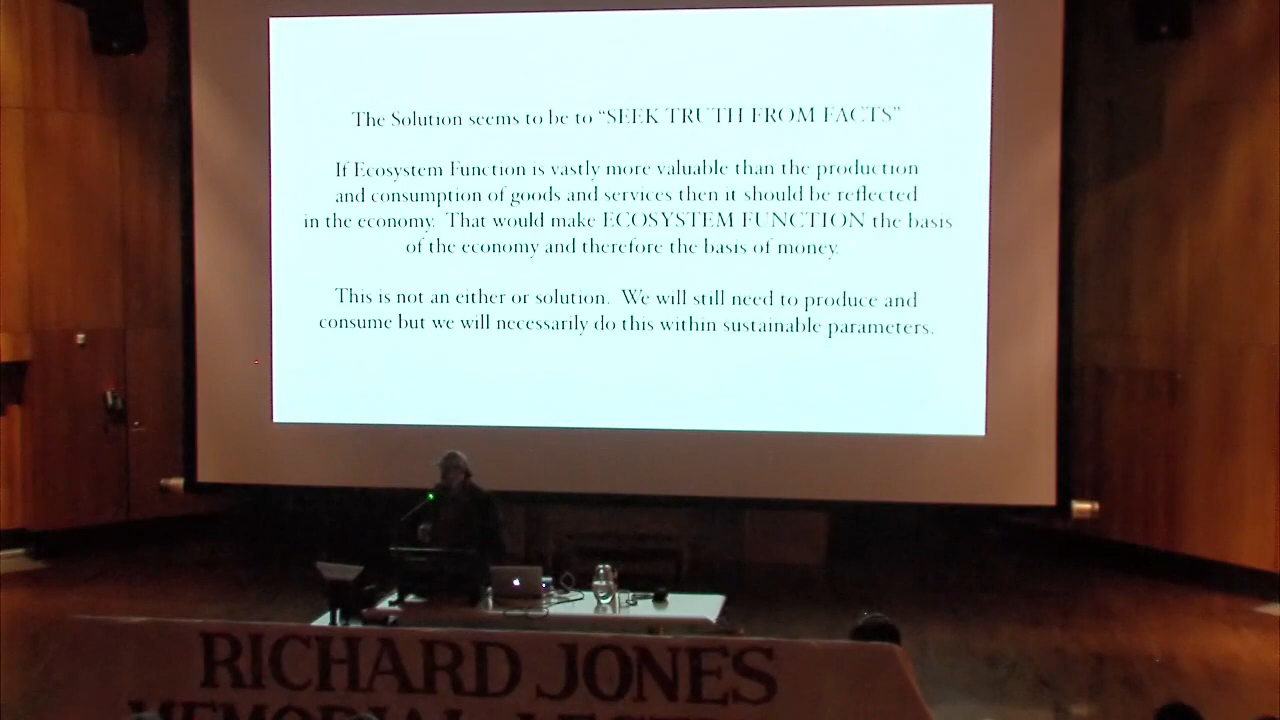 The Solution seems to be to “SEEK TRUTH FROM FACTS”
If Ecosystem Function is vastly more valuable than the production
and consumption of goods and services then it should be reflected
in the economy. That would make ECOSYSTEM FUNCTION the basis
of the economy and therefore the basis of money.
This is not an either or solution. We will still need to produce and
consume but we will necessarily do this within sustainable parameters.
RICHARD JONES
MEMORIAL